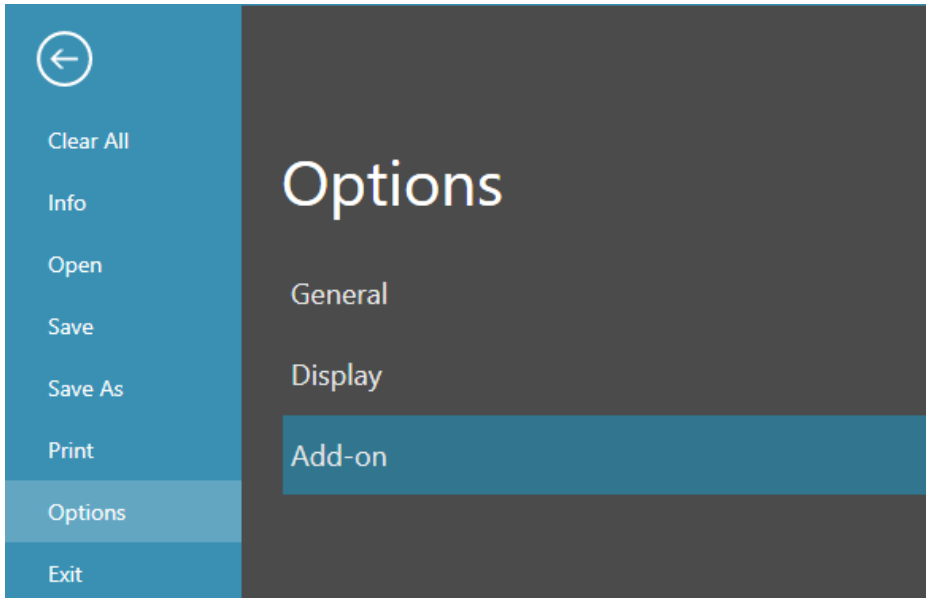 Clear All
Info
Open
Save
Save As
Print
Options
Exit
Options
General
Display
Add-on